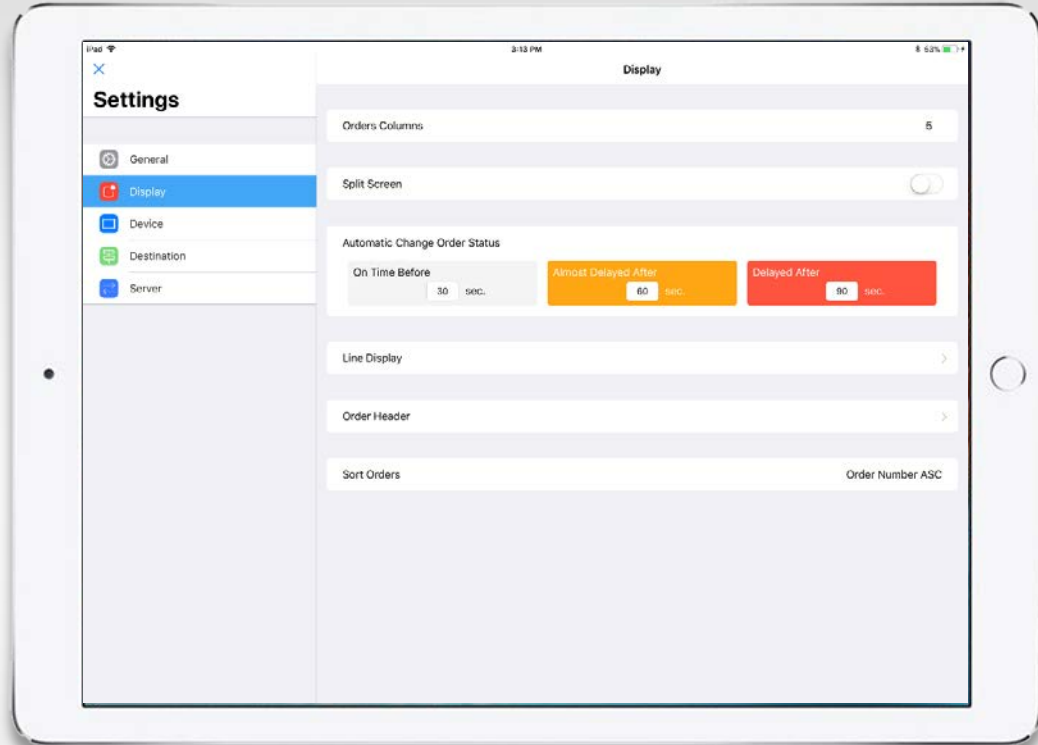 iPad
3:13 PM
53%
Display
Settings
Orders Columns 5
General
Split Screen
Display
Device
Automatic Change Order Status
Destination
On Time Before
30 sec.
Almost Delayed After
60 sec.
Delayed After
90 sec.
Server
Line Display
Order Header
Sort Orders Order Number ASC